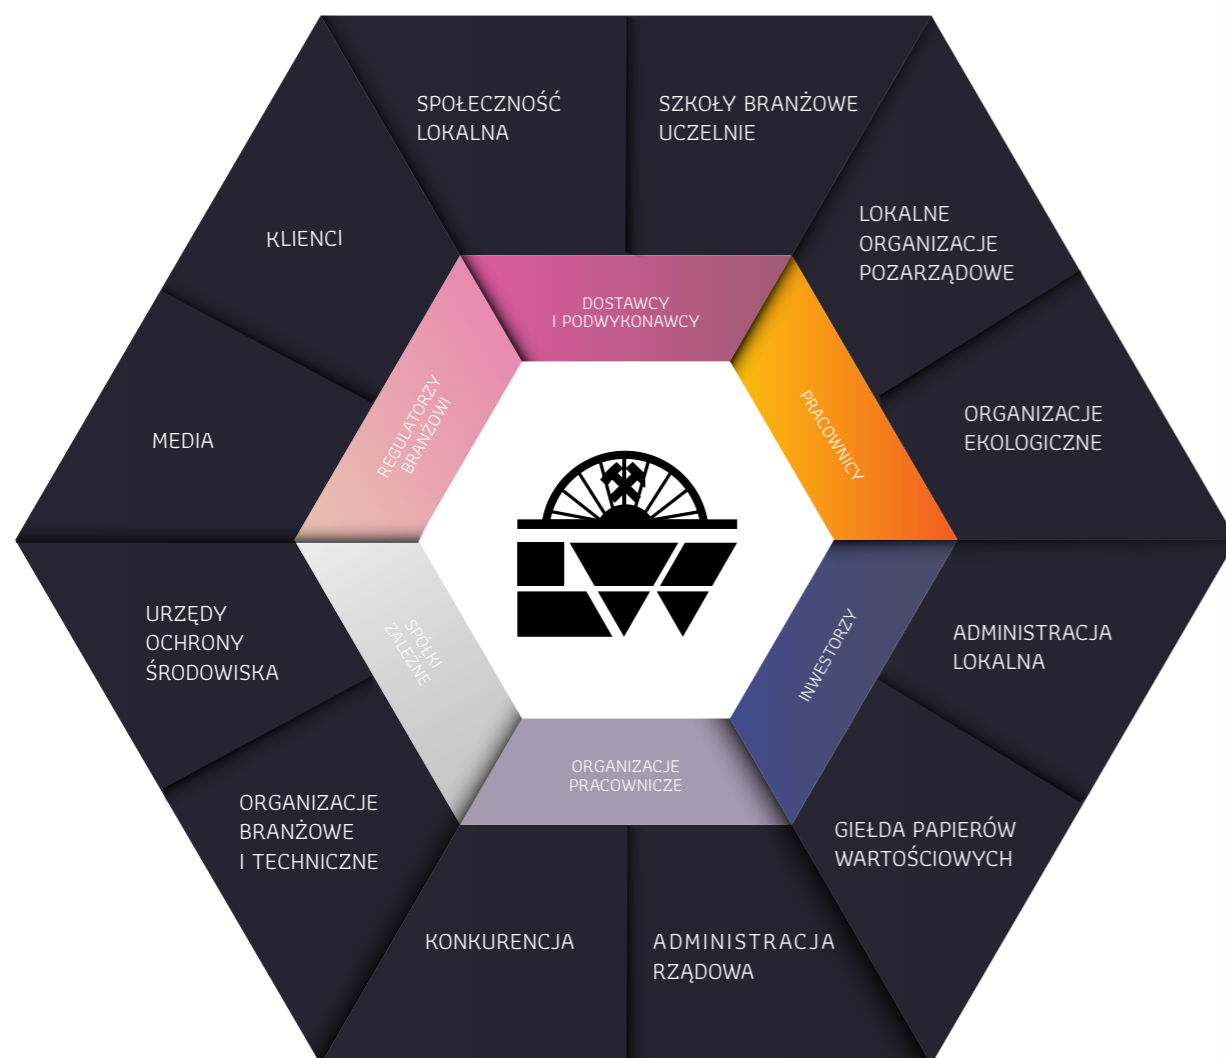 SPOŁECZNOŚĆ
LOKALNA
SZKOŁY BRANŻOWE
UCZELNIE
KLIENCI
LOKALNE
ORGANIZACJE
POZARZĄDOWE
DOSTAWCY
I PODWYKONAWCY
REGULATORZY
BRANŻOWI
PRACOWNICY
MEDIA
ORGANIZACJE
EKOLOGICZNE
LW
URZĘDY
OCHRONY
ŚRODOWISKA
SPÓŁKI
ZALEŻNE
INWESTORZY
ADMINISTRACJA
LOKALNA
ORGANIZACJE
PRACOWNICZE
ORGANIZACJE
BRANŻOWE
I TECHNICZNE
GIEŁDA PAPIERÓW
WARTOŚCIOWYCH
KONKURENCJA
ADMINISTRACJA
RZĄDOWA